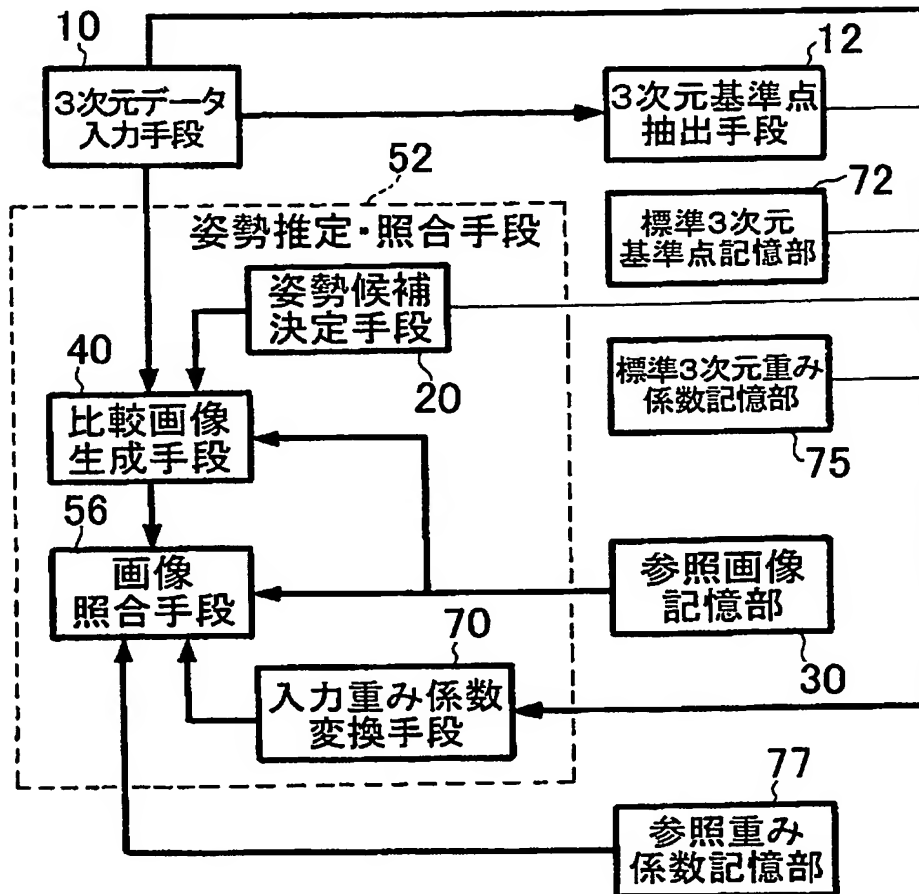 10
3次元データ
入力手段
12
3次元基準点
抽出手段
52
姿勢推定・照合手段
72
標準3次元
基準点記憶部
姿勢候補
決定手段
20
40
比較画像
生成手段
標準3次元重み
係数記憶部
75
56
画像
照合手段
参照画像
記憶部
30
70
入力重み係数
変換手段
77
参照重み
係数記憶部